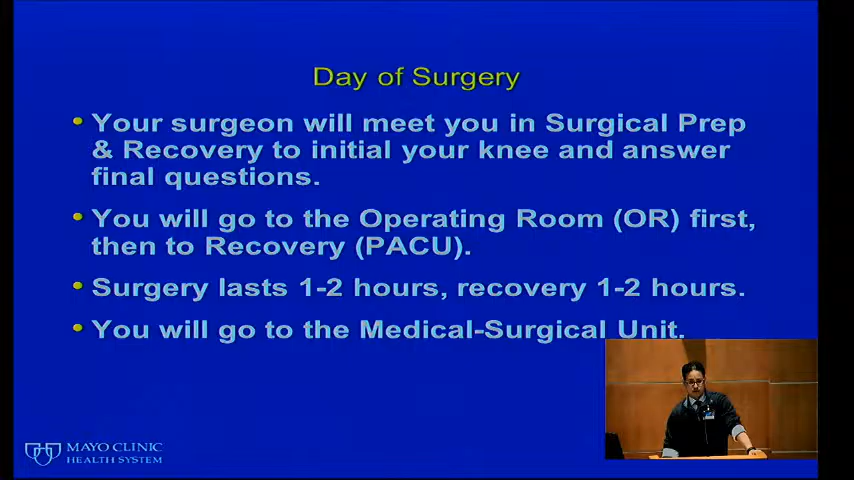 Day of Surgery
• Your surgeon will meet you in Surgical Prep
& Recovery to initial your knee and answer
final questions.
• You will go to the Operating Room (OR) first,
then to Recovery (PACU).
• Surgery lasts 1-2 hours, recovery 1-2 hours.
• You will go to the Medical-Surgical Unit.
MAYO CLINIC
HEALTH SYSTEM